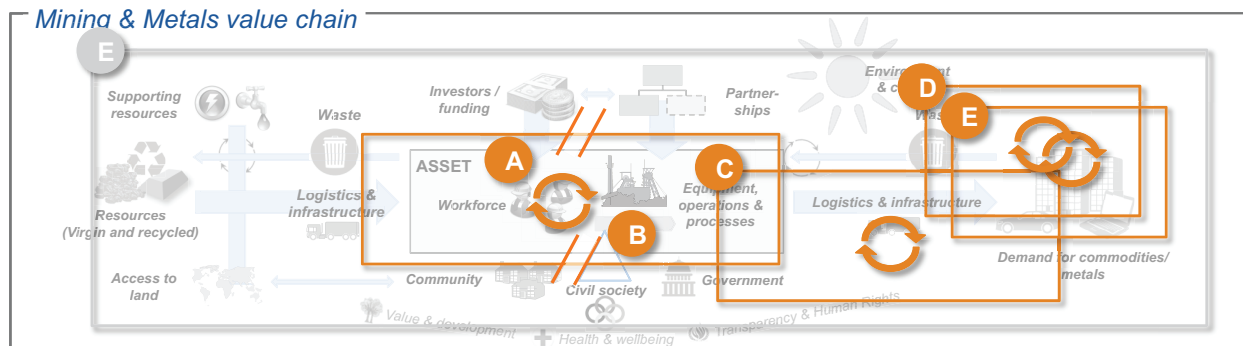 Mining & Metals value chain
E
Supporting
resources
Investors /
funding
Partner-
ships
D
E
Waste
A
ASSET
C
Workforce
Equipment,
operations &
processes
Logistics &
infrastructure
Logistics & infrastructure
Resources
(Virgin and recycled)
B
Demand for commodities/
metals
Access to
land
Community
Civil society
Government
Value & development
Health & wellbeing
Transparency & Human Rights